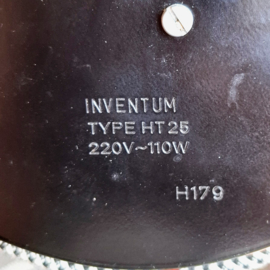 INVENTUM
TYPE HT 25
220V~110W
H179